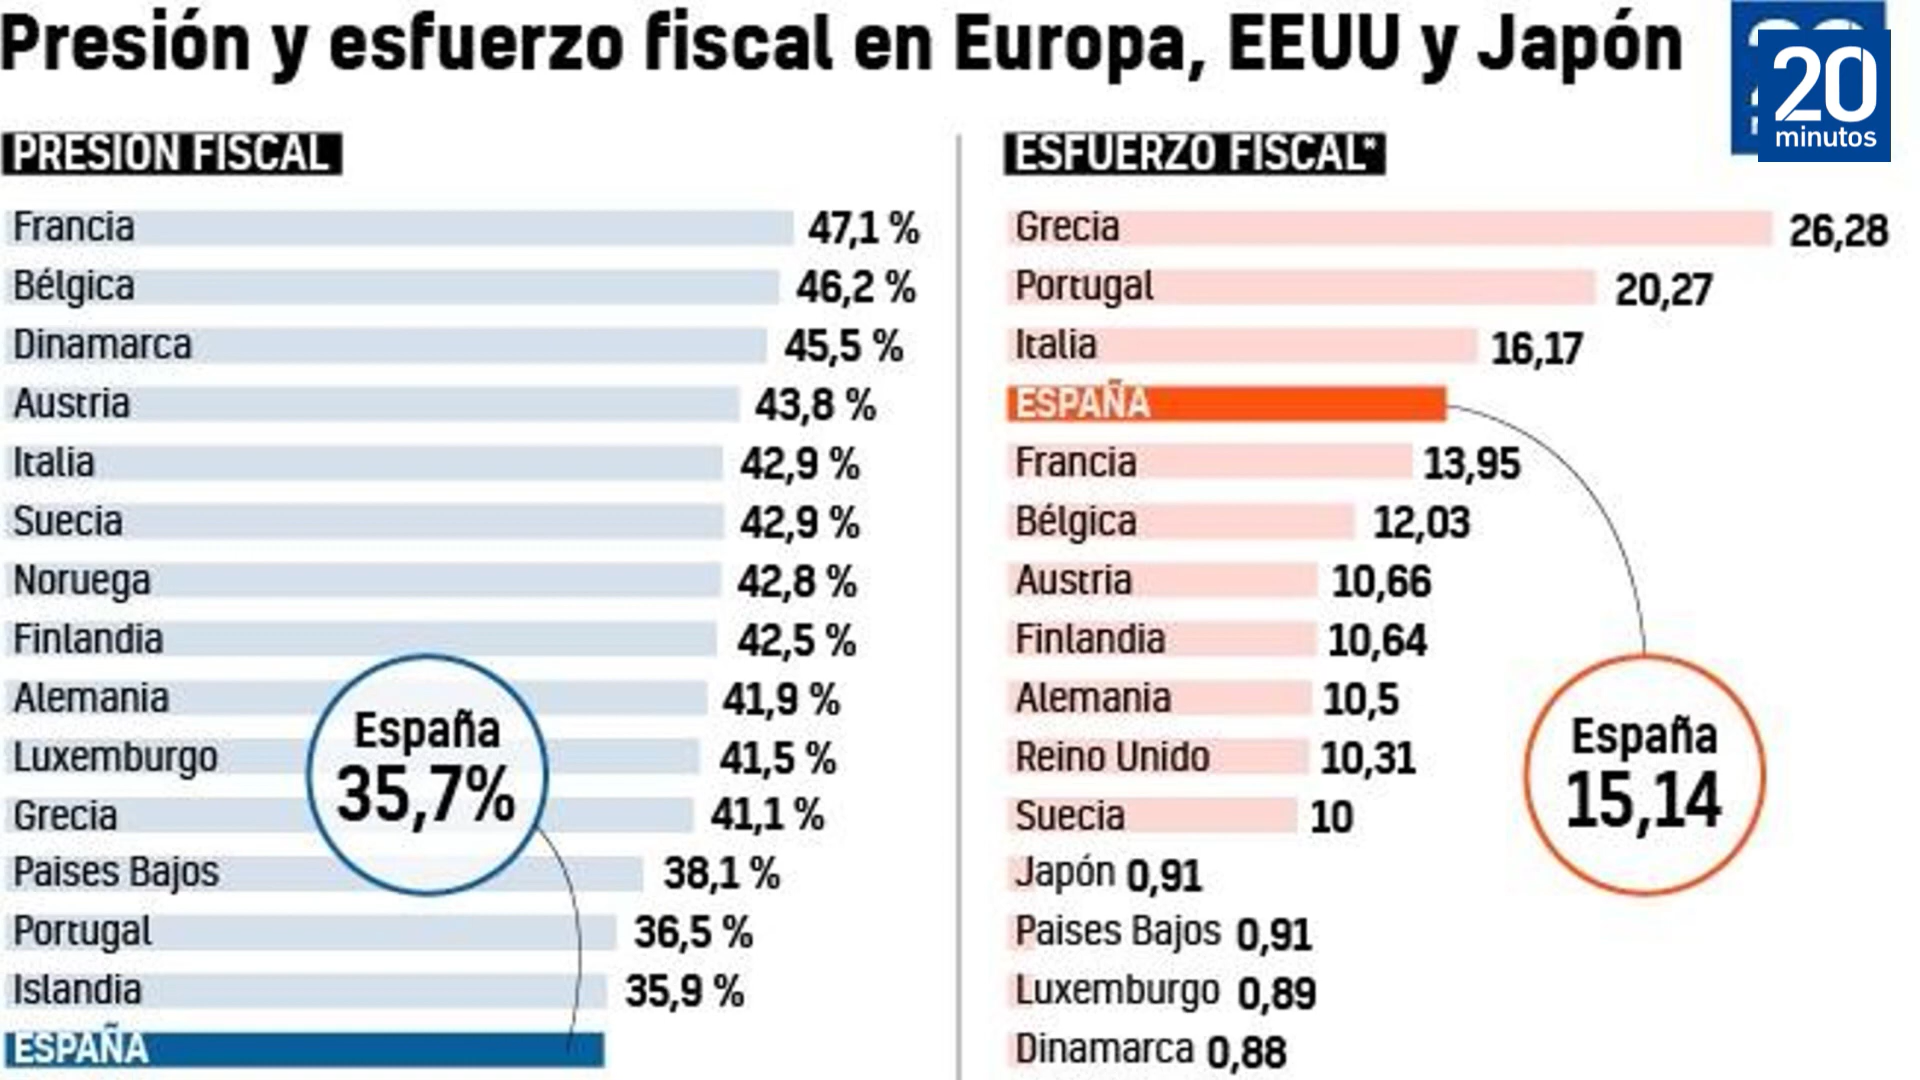 Presión y esfuerzo fiscal en Europa, EEUU y Japón
20
minutos
PRESIÓN FISCAL
Francia 47,1 %
Bélgica 46,2 %
Dinamarca 45,5 %
Austria 43,8 %
Italia 42,9 %
Suecia 42,9 %
Noruega 42,8 %
Finlandia 42,5 %
Alemania 41,9 %
Luxemburgo 41,5 %
Grecia 41,1 %
Paises Bajos 38,1 %
Portugal 36,5 %
Islandia 35,9 %
ESPAÑA
España
35,7%
ESFUERZO FISCAL*
Grecia 26,28
Portugal 20,27
Italia 16,17
ESPAÑA
Francia 13,95
Bélgica 12,03
Austria 10,66
Finlandia 10,64
Alemania 10,5
Reino Unido 10,31
Suecia 10
Japón 0,91
Paises Bajos 0,91
Luxemburgo 0,89
Dinamarca 0,88
España
15,14